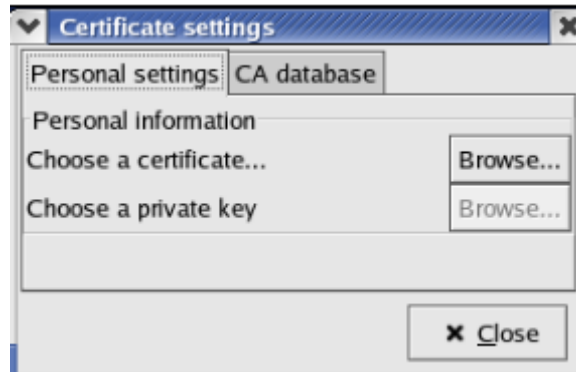 Certificate settings
Personal settings CA database
Personal information
Choose a certificate... Browse...
Choose a private key Browse...
Close